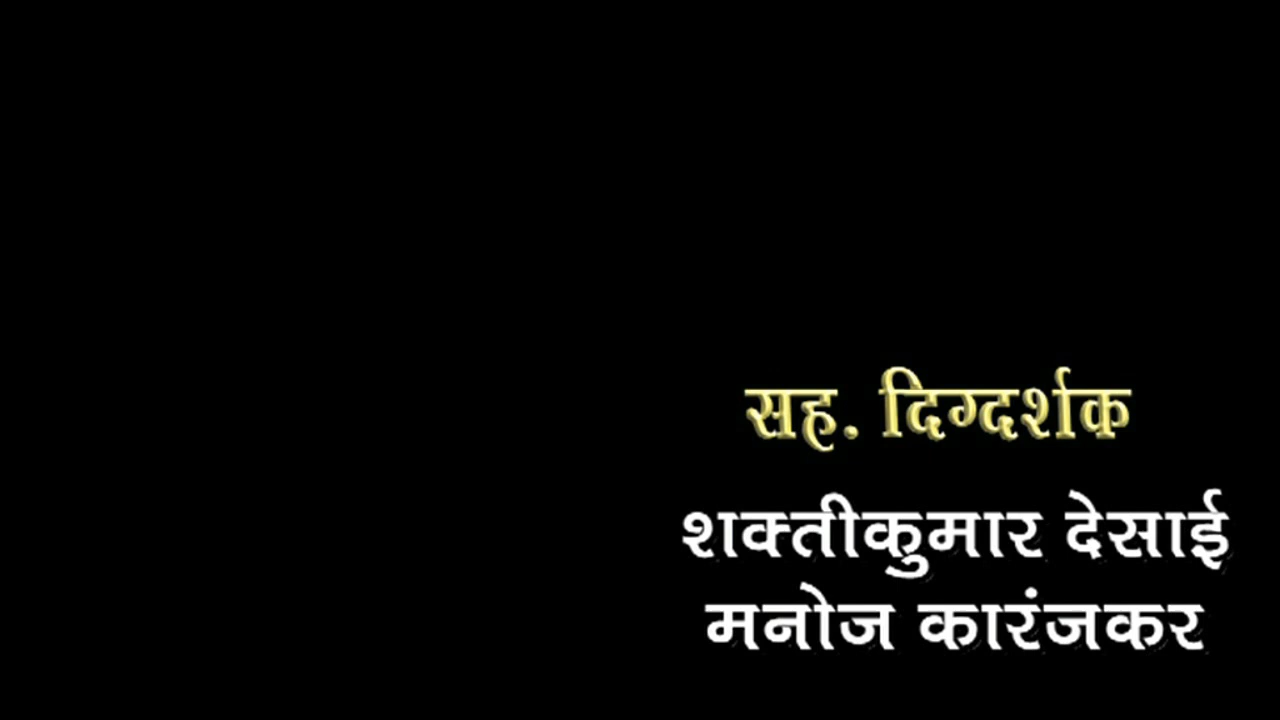 सह. दिग्दर्शक
शक्तीकुमार देसाई
मनोज कारंजकर